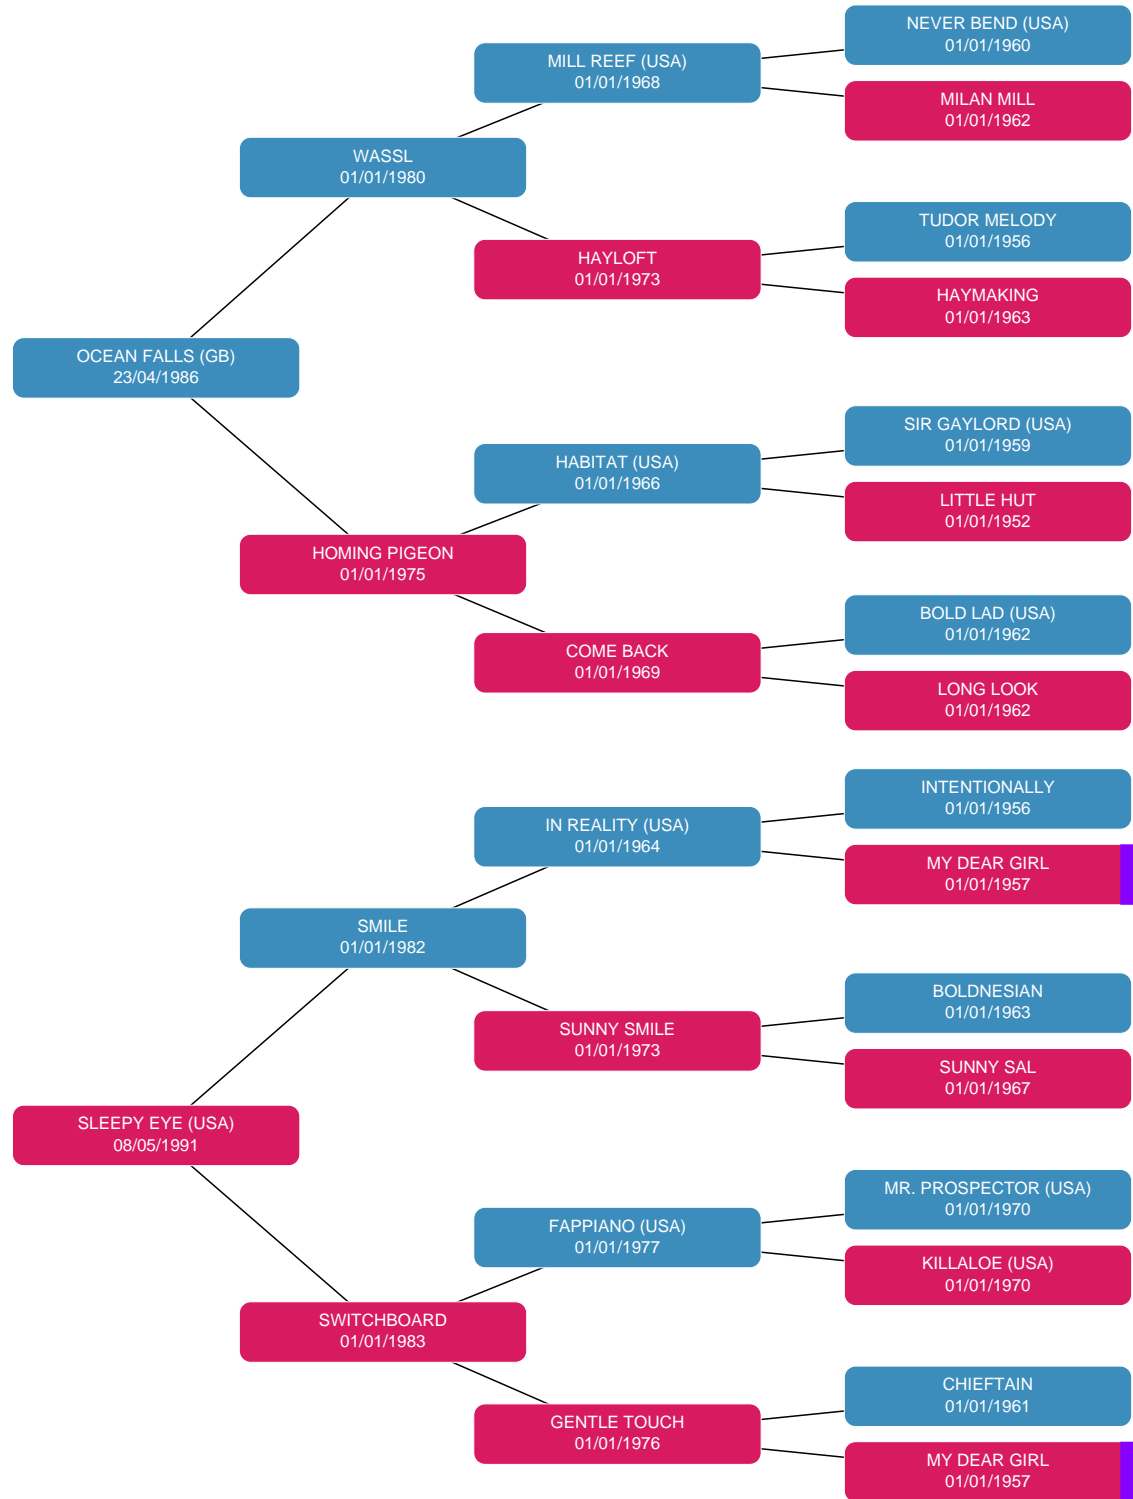 NEVER BEND (USA)
01/01/1960
MILL REEF (USA)
01/01/1968
MILAN MILL
01/01/1962
WASSL
01/01/1980
TUDOR MELODY
01/01/1956
HAYLOFT
01/01/1973
HAYMAKING
01/01/1963
OCEAN FALLS (GB)
23/04/1986
SIR GAYLORD (USA)
01/01/1959
HABITAT (USA)
01/01/1966
LITTLE HUT
01/01/1952
HOMING PIGEON
01/01/1975
BOLD LAD (USA)
01/01/1962
COME BACK
01/01/1969
LONG LOOK
01/01/1962
INTENTIONALLY
01/01/1956
IN REALITY (USA)
01/01/1964
MY DEAR GIRL
01/01/1957
SMILE
01/01/1982
BOLDNESIAN
01/01/1963
SUNNY SMILE
01/01/1973
SUNNY SAL
01/01/1967
SLEEPY EYE (USA)
08/05/1991
MR. PROSPECTOR (USA)
01/01/1970
FAPPIANO (USA)
01/01/1977
KILLALOE (USA)
01/01/1970
SWITCHBOARD
01/01/1983
CHIEFTAIN
01/01/1961
GENTLE TOUCH
01/01/1976
MY DEAR GIRL
01/01/1957